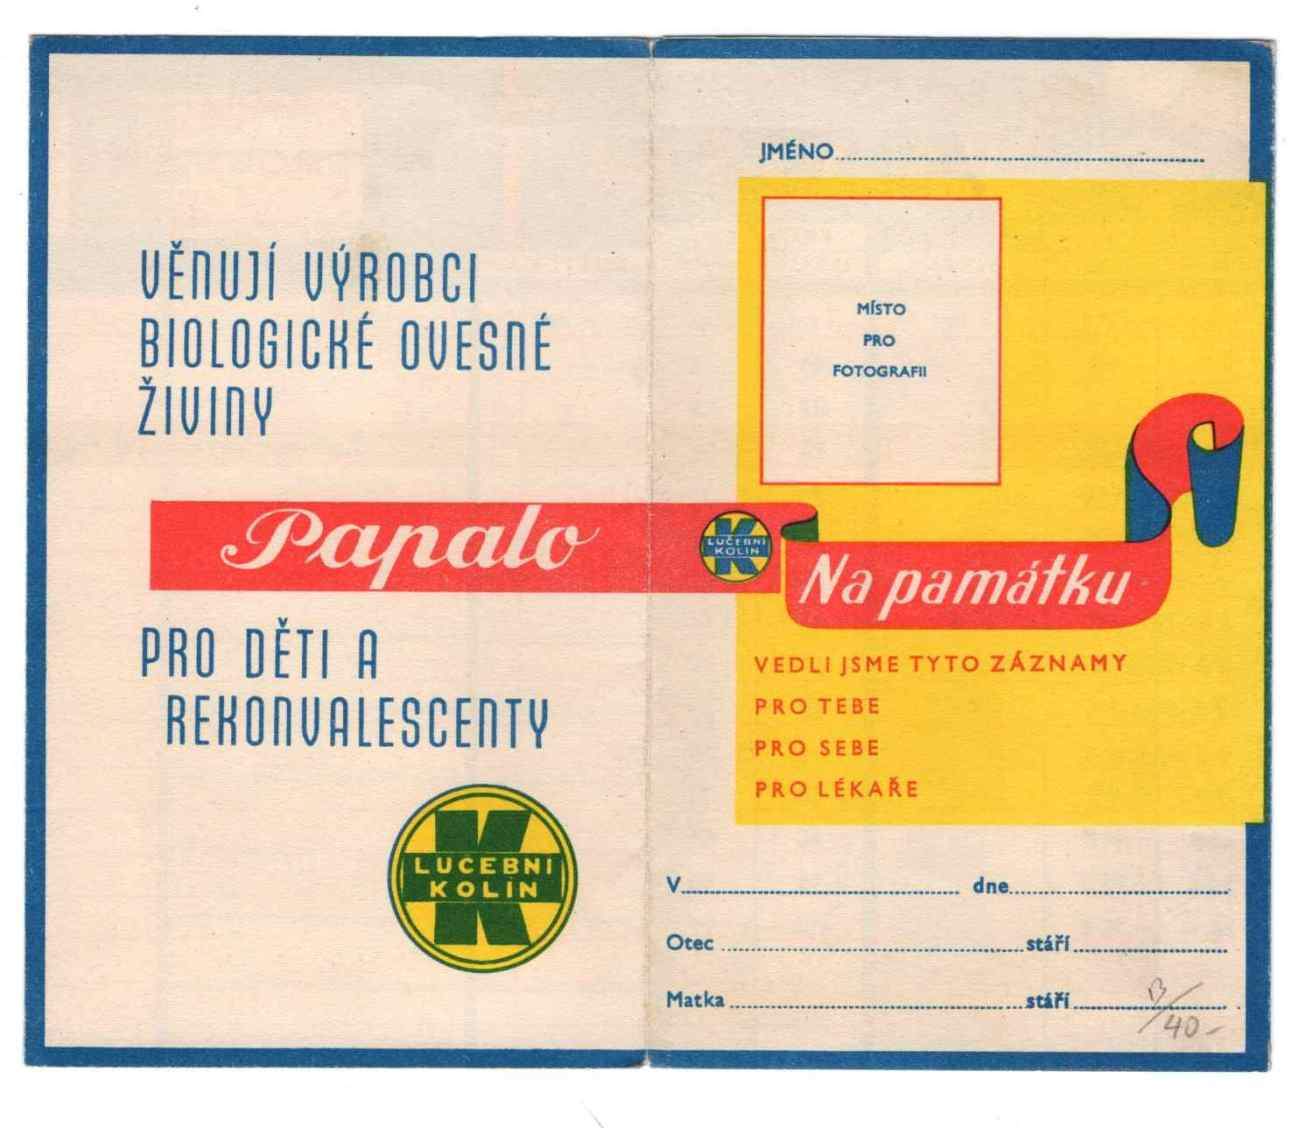 VĚNUJÍ VÝROBCI
BIOLOGICKÉ OVESNÉ
ŽIVINY
Papalo
PRO DĚTI A
REKONVALESCENTY
K
LUČEBNÍ
KOLÍN
JMÉNO
MÍSTO
PRO
FOTOGRAFII
K
LUČEBNÍ
KOLÍN
Na památku
VEDLI JSME TYTO ZÁZNAMY
PRO TEBE
PRO SEBE
PRO LÉKAŘE
V dne
Otec stáří
Matka stáří
B/40-